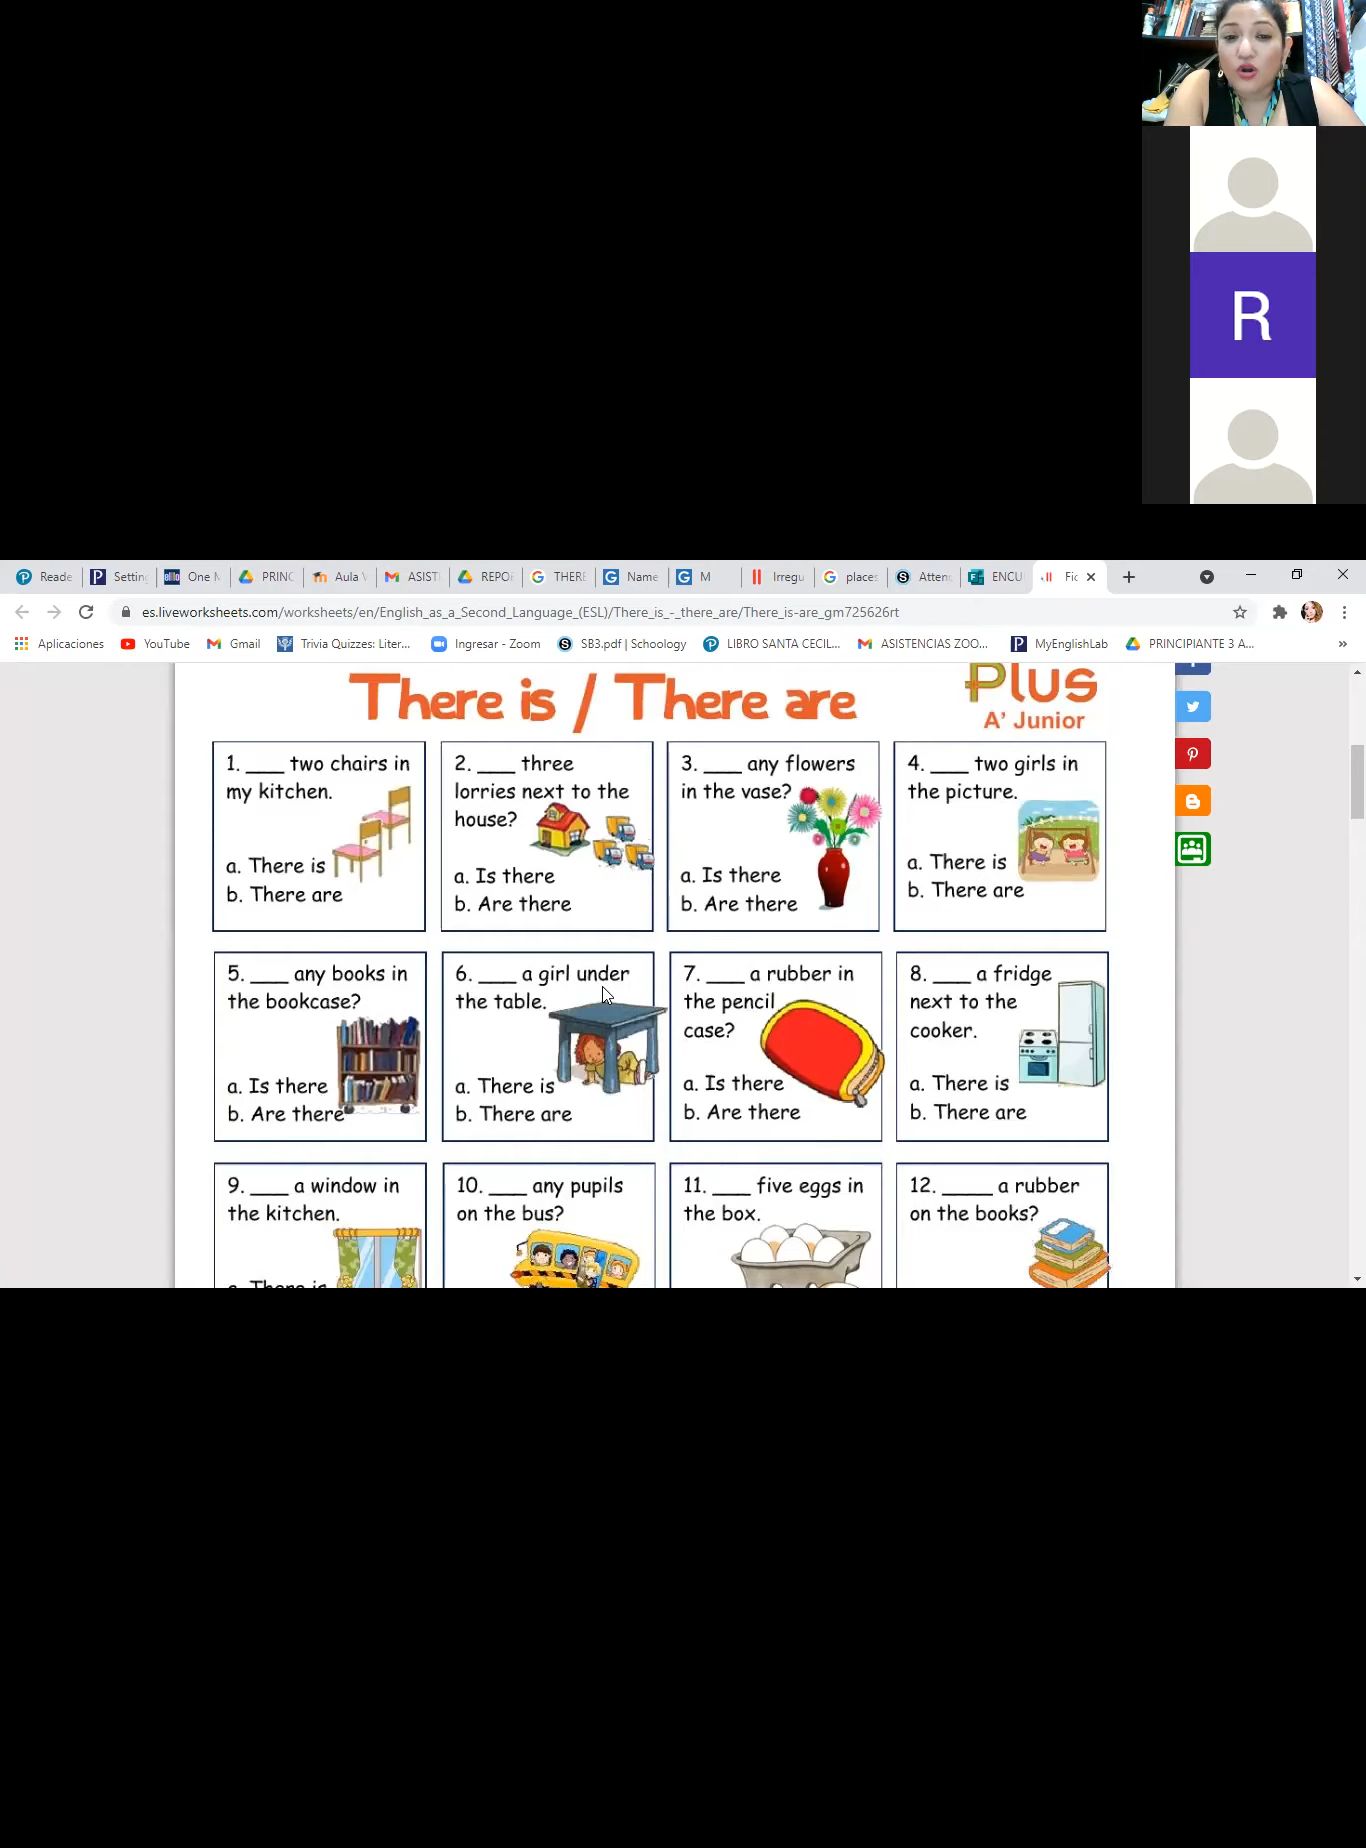 R
Reade
Settin
One M
PRINC
Aula V
ASIST
REPO
THERE
Name
M
Irregu
places
Atten
ENCU
Fic
es.liveworksheets.com/worksheets/en/English_as_a_Second_Language_(ESL)/There_is_-_there_are/There_is-are_gm725626rt
Aplicaciones
YouTube
Gmail
Trivia Quizzes: Liter...
Ingresar - Zoom
SB3.pdf | Schoology
LIBRO SANTA CECIL...
ASISTENCIAS ZOO...
MyEnglishLab
PRINCIPIANTE 3 A...
»
There is / There are
Plus
A' Junior
1. ___ two chairs in
my kitchen.
a. There is
b. There are
2. ___ three
lorries next to the
house?
a. Is there
b. Are there
3. ___ any flowers
in the vase?
a. Is there
b. Are there
4. ___ two girls in
the picture.
a. There is
b. There are
5. ___ any books in
the bookcase?
a. Is there
b. Are there
6. ___ a girl under
the table.
a. There is
b. There are
7. ___ a rubber in
the pencil
case?
a. Is there
b. Are there
8. ___ a fridge
next to the
cooker.
a. There is
b. There are
9. ___ a window in
the kitchen.
a. There is
10. ___ any pupils
on the bus?
11. ___ five eggs in
the box.
12. ____ a rubber
on the books?